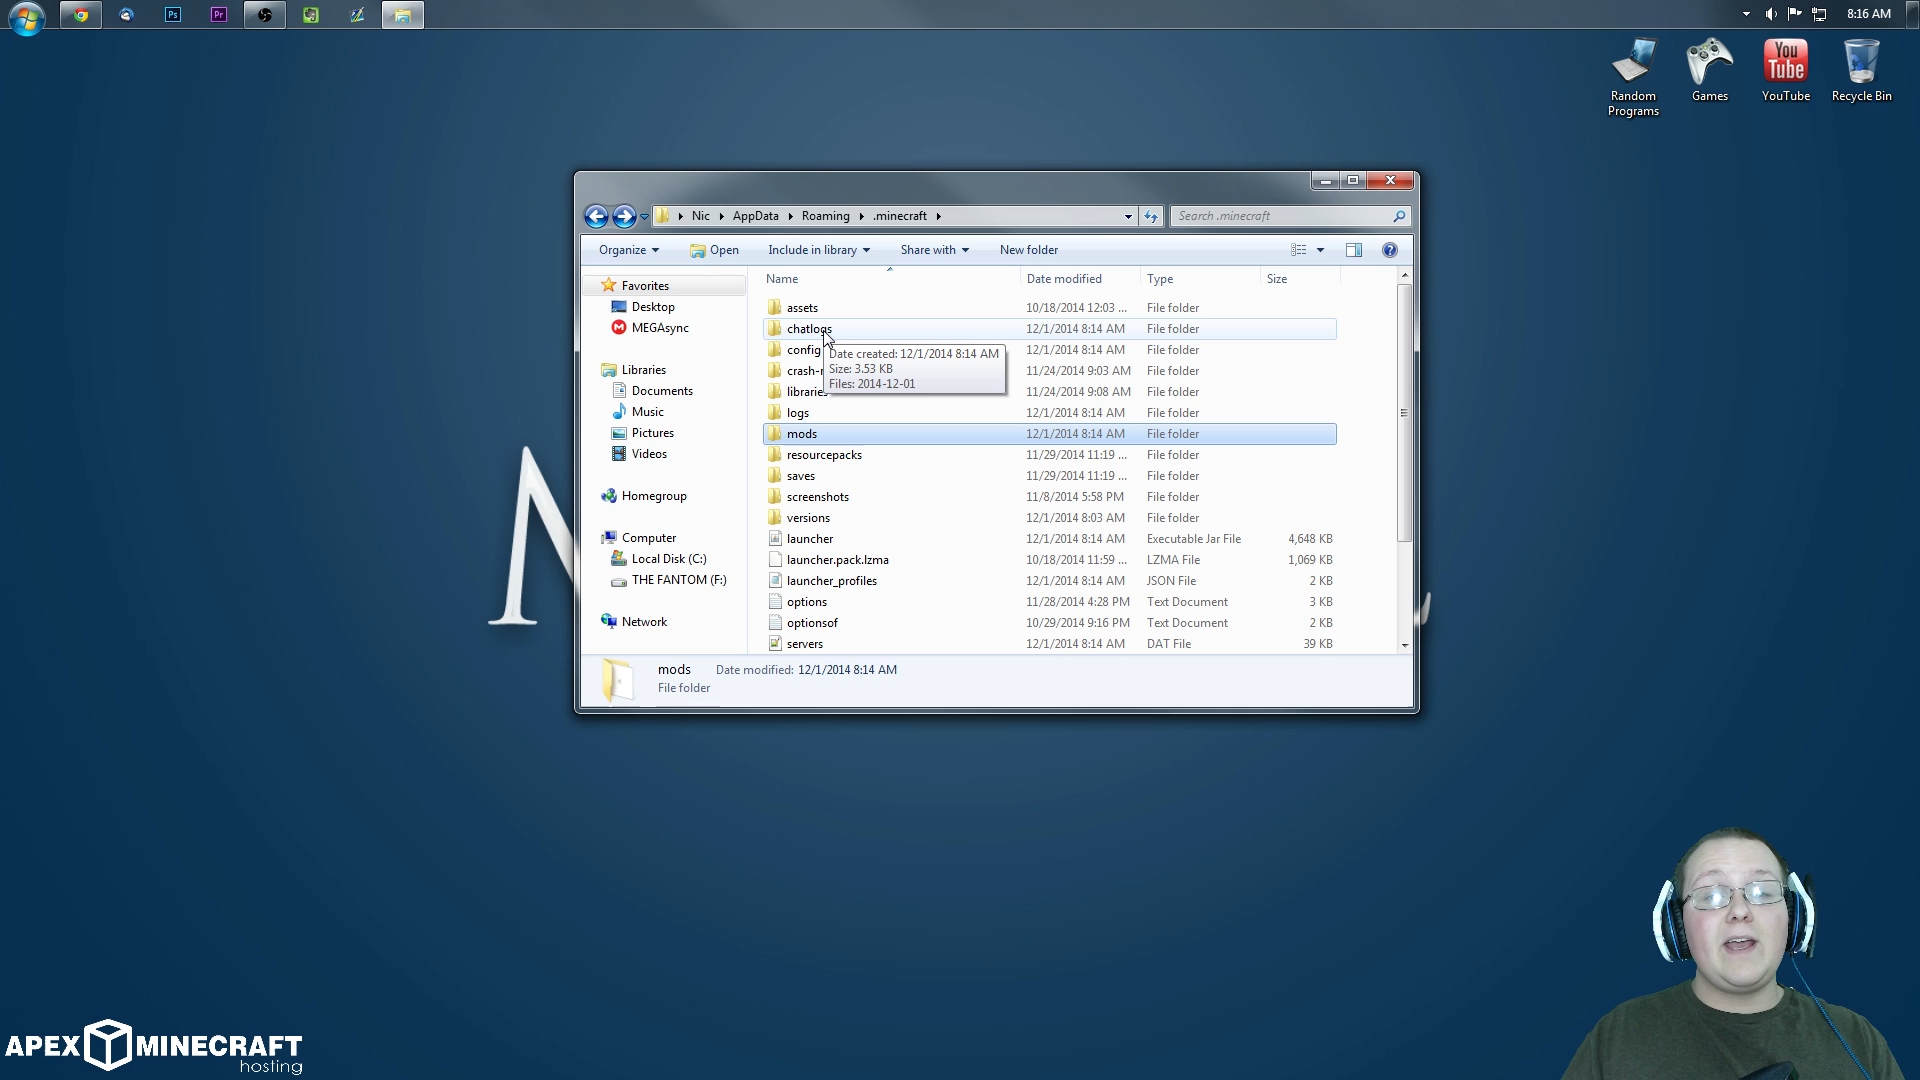 Ps
Pr
8:16 AM
You
Tube
Random
Programs
Games
YouTube
Recycle Bin
Nic
AppData
Roaming
.minecraft
Search .minecraft
Organize
Open
Include in library
Share with
New folder
Name
Date modified
Type
Size
Favorites
Desktop
MEGAsync
Libraries
Documents
Music
Pictures
Videos
Homegroup
Computer
Local Disk (C:)
THE FANTOM (F:)
Network
assets 10/18/2014 12:03 ... File folder
chatlogs 12/1/2014 8:14 AM File folder
config 12/1/2014 8:14 AM File folder
crash-r 11/24/2014 9:03 AM File folder
libraries 11/24/2014 9:08 AM File folder
logs 12/1/2014 8:14 AM File folder
mods 12/1/2014 8:14 AM File folder
resourcepacks 11/29/2014 11:19 ... File folder
saves 11/29/2014 11:19 ... File folder
screenshots 11/8/2014 5:58 PM File folder
versions 12/1/2014 8:03 AM File folder
launcher 12/1/2014 8:14 AM Executable Jar File 4,648 KB
launcher.pack.lzma 10/18/2014 11:59 ... LZMA File 1,069 KB
launcher_profiles 12/1/2014 8:14 AM JSON File 2 KB
options 11/28/2014 4:28 PM Text Document 3 KB
optionsof 10/29/2014 9:16 PM Text Document 2 KB
servers 12/1/2014 8:14 AM DAT File 39 KB
Date created: 12/1/2014 8:14 AM
Size: 3.53 KB
Files: 2014-12-01
mods Date modified: 12/1/2014 8:14 AM
File folder
APEX MINECRAFT
hosting